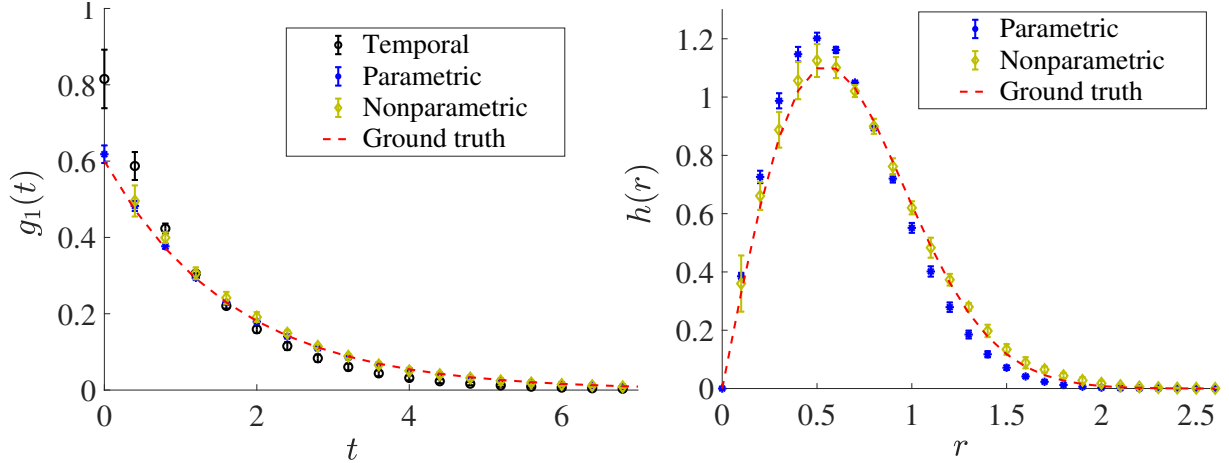 1
0.8
0.6
0.4
0.2
0
0
2
4
6
t
g₁(t)
Temporal
Parametric
Nonparametric
Ground truth
1.2
1
0.8
0.6
0.4
0.2
0
0
0.5
1
1.5
2
2.5
r
h(r)
Parametric
Nonparametric
Ground truth